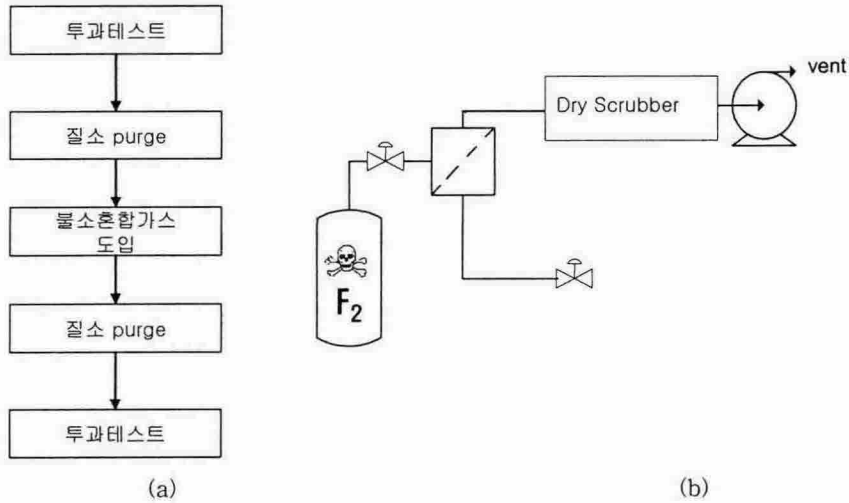 투과테스트
질소 purge
불소혼합가스
도입
질소 purge
투과테스트
(a)
vent
Dry Scrubber
F₂
(b)